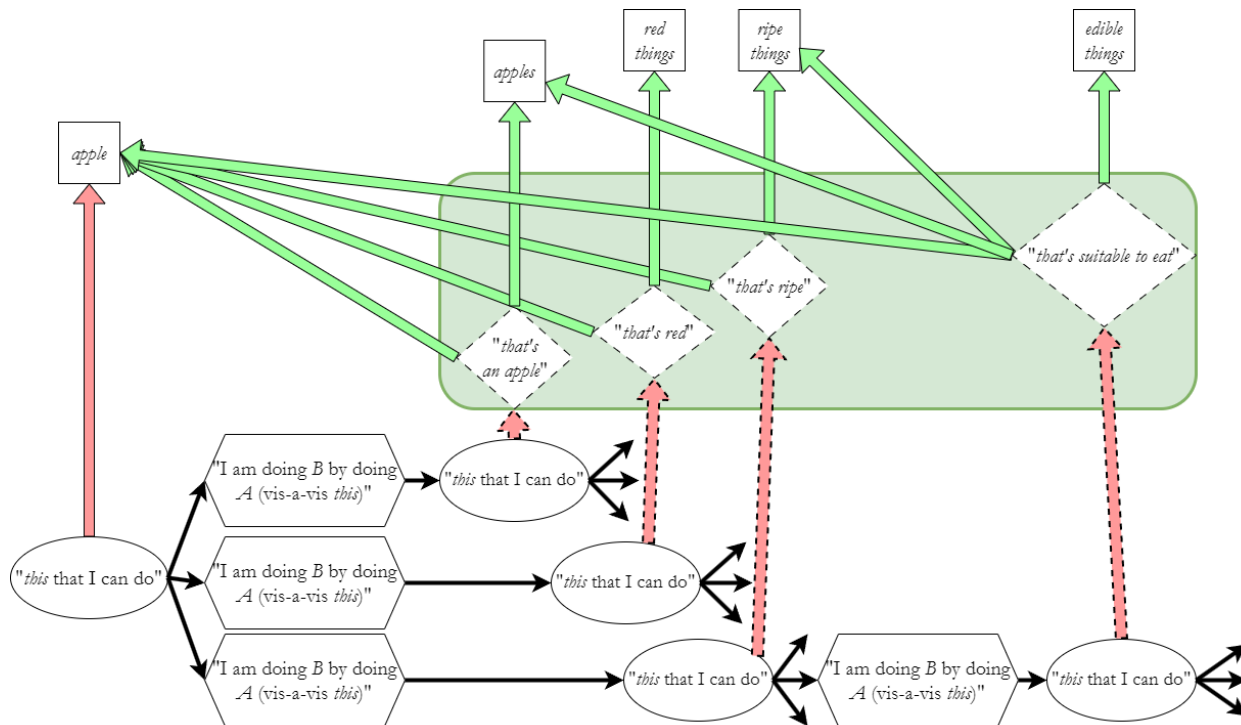 red
things
ripe
things
edible
things
apples
apple
"that's suitable to eat"
"that's ripe"
"that's red"
"that's
an apple"
"I am doing B by doing
A (vis-a-vis this)"
"this that I can do"
"this that I can do"
"I am doing B by doing
A (vis-a-vis this)"
"this that I can do"
"I am doing B by doing
A (vis-a-vis this)"
"this that I can do"
"I am doing B by doing
A (vis-a-vis this)"
"this that I can do"